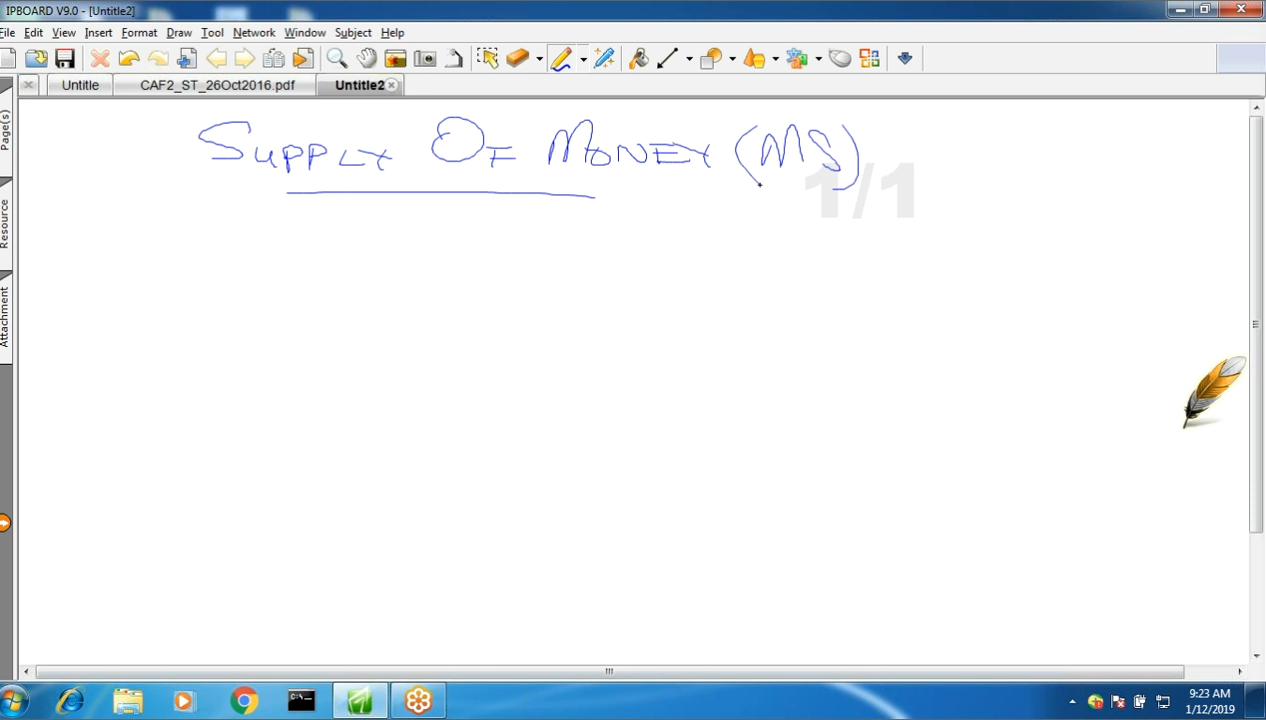 IPBOARD V9.0 - [Untitle2]
File Edit View Insert Format Draw Tool Network Window Subject Help
Untitle CAF2_ST_26Oct2016.pdf Untitle2
Page(s)
Resource
Attachment
SUPPLY OF MONEY (MS)
1/1
9:23 AM
1/12/2019